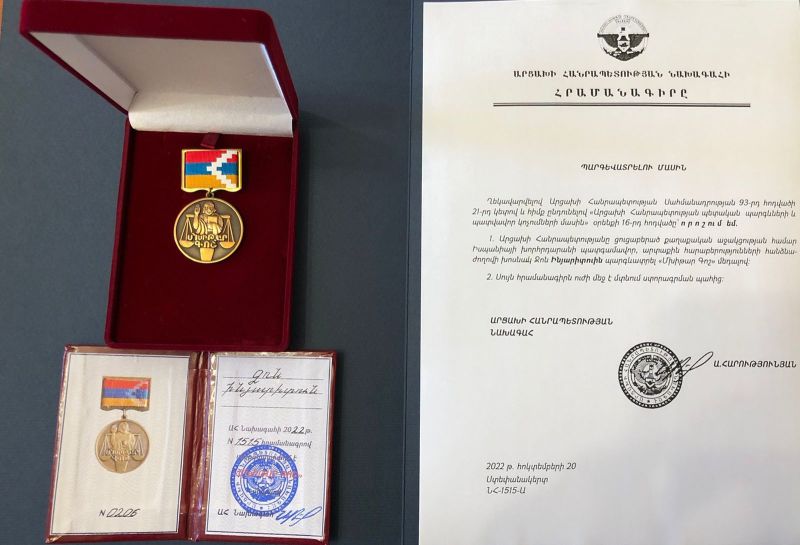 ՄԽԻԹԱՐ
ԳՈՇ
N 0206
ՋՈՆ
ԻՆՅԱՐԻՏՈՒՆ
ԱՀ Նախագահի 2022 թ.
N 1515 հրամանագրով
ԱՀ Նախագահ
ԱՐՑԱԽԻ ՀԱՆՐԱՊԵՏՈՒԹՅԱՆ ՆԱԽԱԳԱՀԻ
ՀՐԱՄԱՆԱԳԻՐԸ
ՊԱՐԳԵՎԱՏՐԵԼՈՒ ՄԱՍԻՆ
Ղեկավարվելով Արցախի Հանրապետության Սահմանադրության 93-րդ հոդվածի
21-րդ կետով և հիմք ընդունելով «Արցախի Հանրապետության պետական պարգևների և
պատվավոր կոչումների մասին» օրենքի 16-րդ հոդվածը՝ որոշում եմ.
1. Արցախի Հանրապետությանը ցուցաբերած քաղաքական աջակցության համար
Իսպանիայի խորհրդարանի պատգամավոր, արտաքին հարաբերությունների հանձնա-
ժողովի խոսնակ Ջոն Ինյարիտուին պարգևատրել «Մխիթար Գոշ» մեդալով:
2. Սույն հրամանագիրն ուժի մեջ է մտնում ստորագրման պահից:
ԱՐՑԱԽԻ ՀԱՆՐԱՊԵՏՈՒԹՅԱՆ
ՆԱԽԱԳԱՀ
Ա.ՀԱՐՈՒԹՅՈՒՆՅԱՆ
2022 թ. հոկտեմբերի 20
Ստեփանակերտ
ՆՀ-1515-Ա